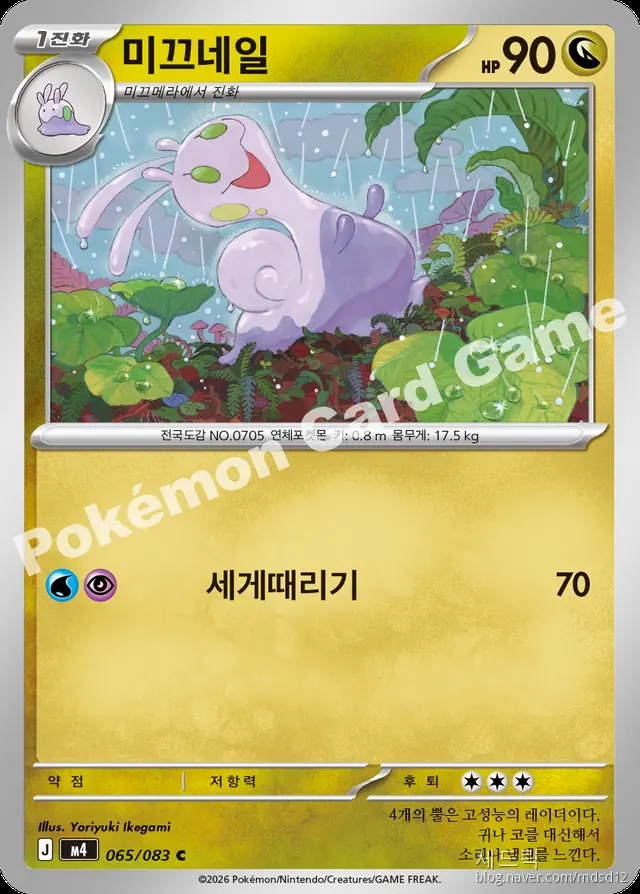 1진화
미끄네일
HP 90
미끄메라에서 진화
Pokémon Card Game
전국도감 NO.0705 연체포켓몬 키: 0.8 m 몸무게: 17.5 kg
세게때리기 70
약점 저항력 후퇴
Illus. Yoriyuki Ikegami
4개의 뿔은 고성능의 레이더이다.
귀나 코를 대신해서
소리나 냄새를 느낀다.
J m4 065/083 C
©2026 Pokémon/Nintendo/Creatures/GAME FREAK.
blog.naver.com/mdsd12